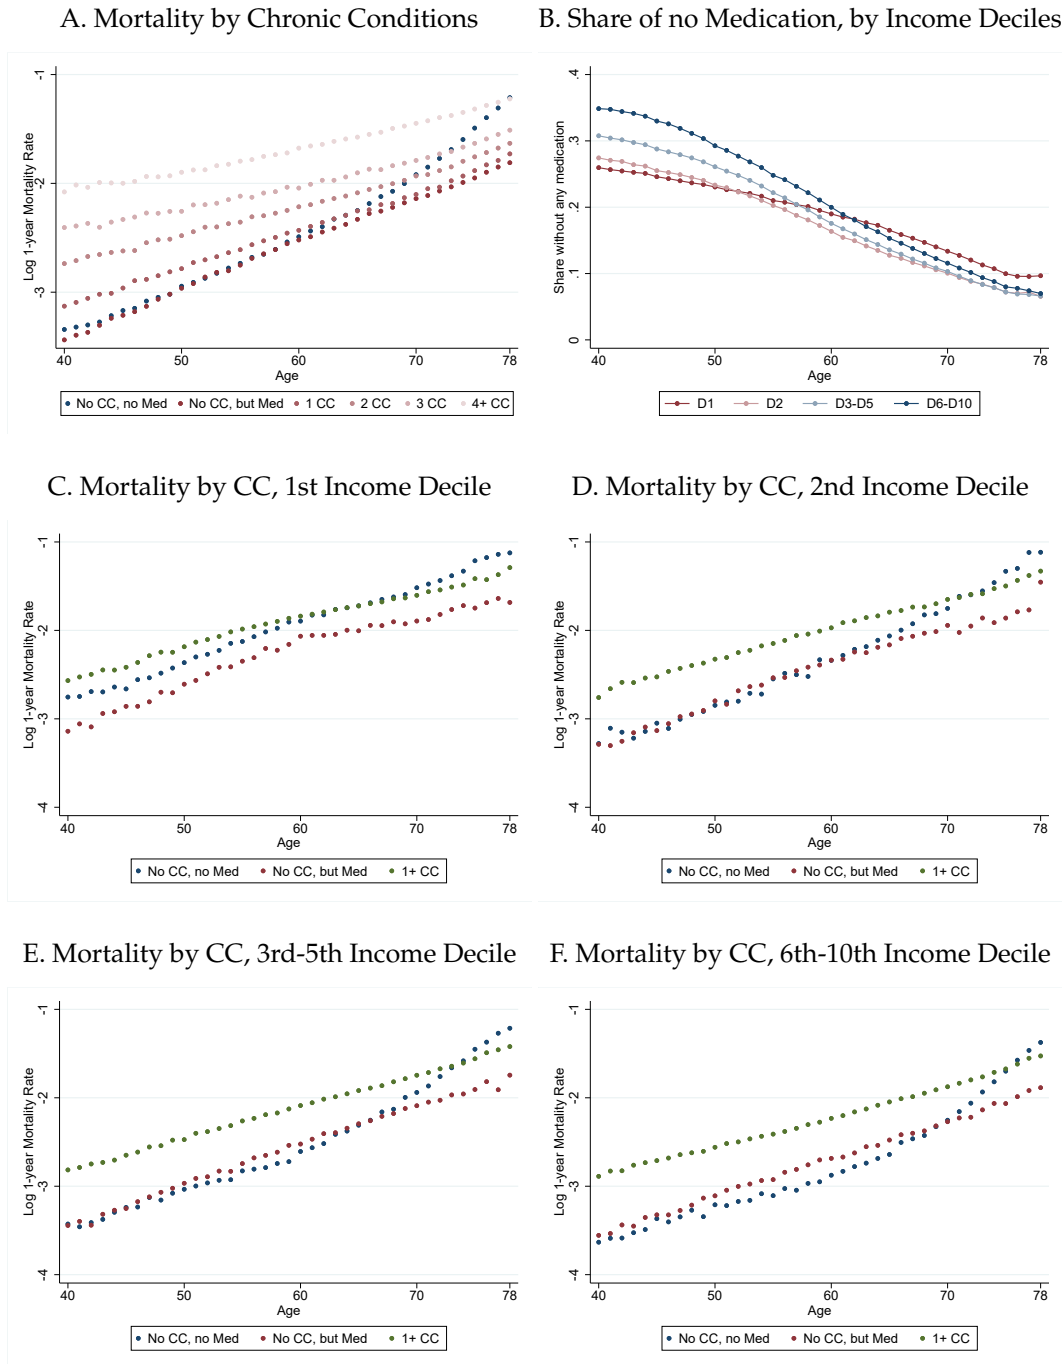 A. Mortality by Chronic Conditions
B. Share of no Medication, by Income Deciles
Log 1-year Mortality Rate
-1
-2
-3
40 50 60 70 78
Age
No CC, no Med No CC, but Med 1 CC 2 CC 3 CC 4+ CC
Share without any medication
.4
.3
.2
.1
0
40 50 60 70 78
Age
D1 D2 D3-D5 D6-D10
C. Mortality by CC, 1st Income Decile
D. Mortality by CC, 2nd Income Decile
Log 1-year Mortality Rate
-1
-2
-3
-4
40 50 60 70 78
Age
No CC, no Med No CC, but Med 1+ CC
Log 1-year Mortality Rate
-1
-2
-3
-4
40 50 60 70 78
Age
No CC, no Med No CC, but Med 1+ CC
E. Mortality by CC, 3rd-5th Income Decile
F. Mortality by CC, 6th-10th Income Decile
Log 1-year Mortality Rate
-1
-2
-3
-4
40 50 60 70 78
Age
No CC, no Med No CC, but Med 1+ CC
Log 1-year Mortality Rate
-1
-2
-3
-4
40 50 60 70 78
Age
No CC, no Med No CC, but Med 1+ CC